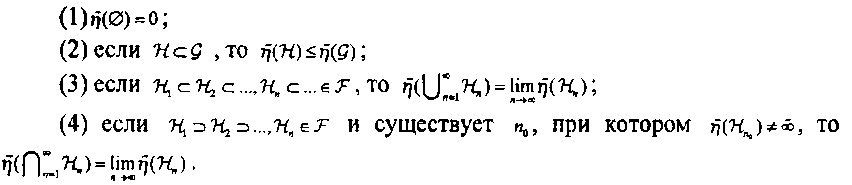 (1) η̄(∅)=0;
(2) если ℋ⊂𝒢, то η̄(ℋ)≤η̄(𝒢);
(3) если ℋ₁⊂ℋ₂⊂...,ℋₙ⊂...∈ℱ, то η̄(⋃_{n=1}^∞ ℋₙ)=lim_{n→∞} η̄(ℋₙ);
(4) если ℋ₁⊃ℋ₂⊃...,ℋₙ∈ℱ и существует n₀, при котором η̄(ℋ_{n₀})≠∞̄, то
η̄(⋂_{n=1}^∞ ℋₙ)=lim_{n→∞} η̄(ℋₙ).